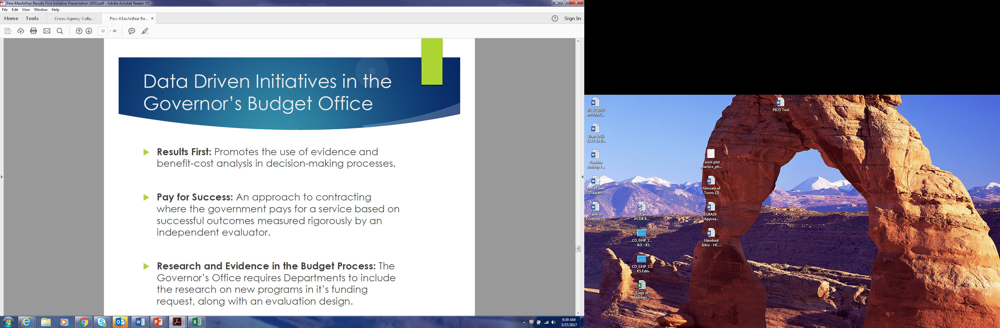 Pew-MacArthur Results First Initiative Presentation (003).pdf - Adobe Acrobat Reader DC
File Edit View Window Help
Home Tools Cross-Agency Colla... Pew-MacArthur Re... × ? Sign In
32 / 40
Data Driven Initiatives in the
Governor's Budget Office
Results First: Promotes the use of evidence and
benefit-cost analysis in decision-making processes.
Pay for Success: An approach to contracting
where the government pays for a service based on
successful outcomes measured rigorously by an
independent evaluator.
Research and Evidence in the Budget Process: The
Governor's Office requires Departments to include
the research on new programs in it's funding
request, along with an evaluation design.
9:39 AM
3/27/2017
03-17-2017
MPRRAC...
Draft FAQ
11.17.16 D...
Practice
Activity F...
Risk of Bias
Diagram
Table of
Contents (2)
CER and
PCOR R...
CO_EiHP_2...
- AO - KS
CO_EiHP_2...
- KS Edits
Copy of
Glossary ...
Forest plot
practice_ph...
Glossary of
Terms (2)
GRADE
Approa...
Handout
Intro - HC...
PICO Tool